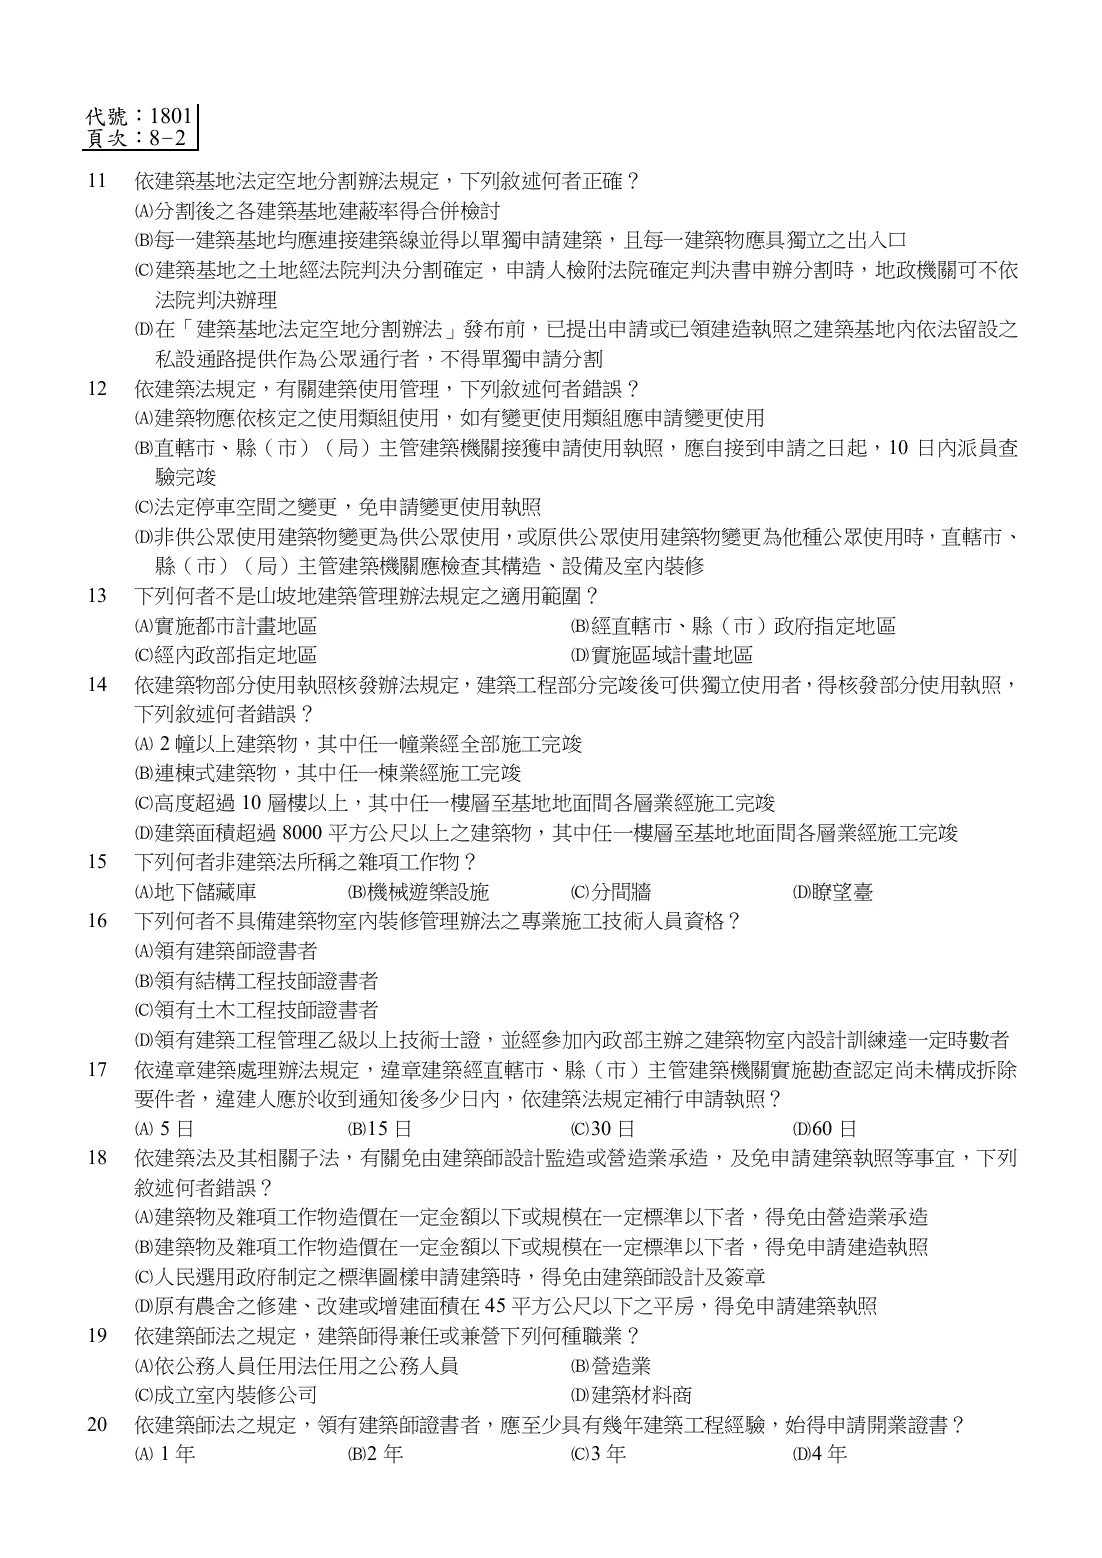 代號：1801
頁次：8－2
11 依建築基地法定空地分割辦法規定，下列敘述何者正確？
(A)分割後之各建築基地建蔽率得合併檢討
(B)每一建築基地均應連接建築線並得以單獨申請建築，且每一建築物應具獨立之出入口
(C)建築基地之土地經法院判決分割確定，申請人檢附法院確定判決書申辦分割時，地政機關可不依
法院判決辦理
(D)在「建築基地法定空地分割辦法」發布前，已提出申請或已領建造執照之建築基地內依法留設之
私設通路提供作為公眾通行者，不得單獨申請分割
12 依建築法規定，有關建築使用管理，下列敘述何者錯誤？
(A)建築物應依核定之使用類組使用，如有變更使用類組應申請變更使用
(B)直轄市、縣（市）（局）主管建築機關接獲申請使用執照，應自接到申請之日起，10 日內派員查
驗完竣
(C)法定停車空間之變更，免申請變更使用執照
(D)非供公眾使用建築物變更為供公眾使用，或原供公眾使用建築物變更為他種公眾使用時，直轄市、
縣（市）（局）主管建築機關應檢查其構造、設備及室內裝修
13 下列何者不是山坡地建築管理辦法規定之適用範圍？
(A)實施都市計畫地區 (B)經直轄市、縣（市）政府指定地區
(C)經內政部指定地區 (D)實施區域計畫地區
14 依建築物部分使用執照核發辦法規定，建築工程部分完竣後可供獨立使用者，得核發部分使用執照，
下列敘述何者錯誤？
(A) 2 幢以上建築物，其中任一幢業經全部施工完竣
(B)連棟式建築物，其中任一棟業經施工完竣
(C)高度超過 10 層樓以上，其中任一樓層至基地地面間各層業經施工完竣
(D)建築面積超過 8000 平方公尺以上之建築物，其中任一樓層至基地地面間各層業經施工完竣
15 下列何者非建築法所稱之雜項工作物？
(A)地下儲藏庫 (B)機械遊樂設施 (C)分間牆 (D)瞭望臺
16 下列何者不具備建築物室內裝修管理辦法之專業施工技術人員資格？
(A)領有建築師證書者
(B)領有結構工程技師證書者
(C)領有土木工程技師證書者
(D)領有建築工程管理乙級以上技術士證，並經參加內政部主辦之建築物室內設計訓練達一定時數者
17 依違章建築處理辦法規定，違章建築經直轄市、縣（市）主管建築機關實施勘查認定尚未構成拆除
要件者，違建人應於收到通知後多少日內，依建築法規定補行申請執照？
(A) 5 日 (B)15 日 (C)30 日 (D)60 日
18 依建築法及其相關子法，有關免由建築師設計監造或營造業承造，及免申請建築執照等事宜，下列
敘述何者錯誤？
(A)建築物及雜項工作物造價在一定金額以下或規模在一定標準以下者，得免由營造業承造
(B)建築物及雜項工作物造價在一定金額以下或規模在一定標準以下者，得免申請建造執照
(C)人民選用政府制定之標準圖樣申請建築時，得免由建築師設計及簽章
(D)原有農舍之修建、改建或增建面積在 45 平方公尺以下之平房，得免申請建築執照
19 依建築師法之規定，建築師得兼任或兼營下列何種職業？
(A)依公務人員任用法任用之公務人員 (B)營造業
(C)成立室內裝修公司 (D)建築材料商
20 依建築師法之規定，領有建築師證書者，應至少具有幾年建築工程經驗，始得申請開業證書？
(A) 1 年 (B)2 年 (C)3 年 (D)4 年